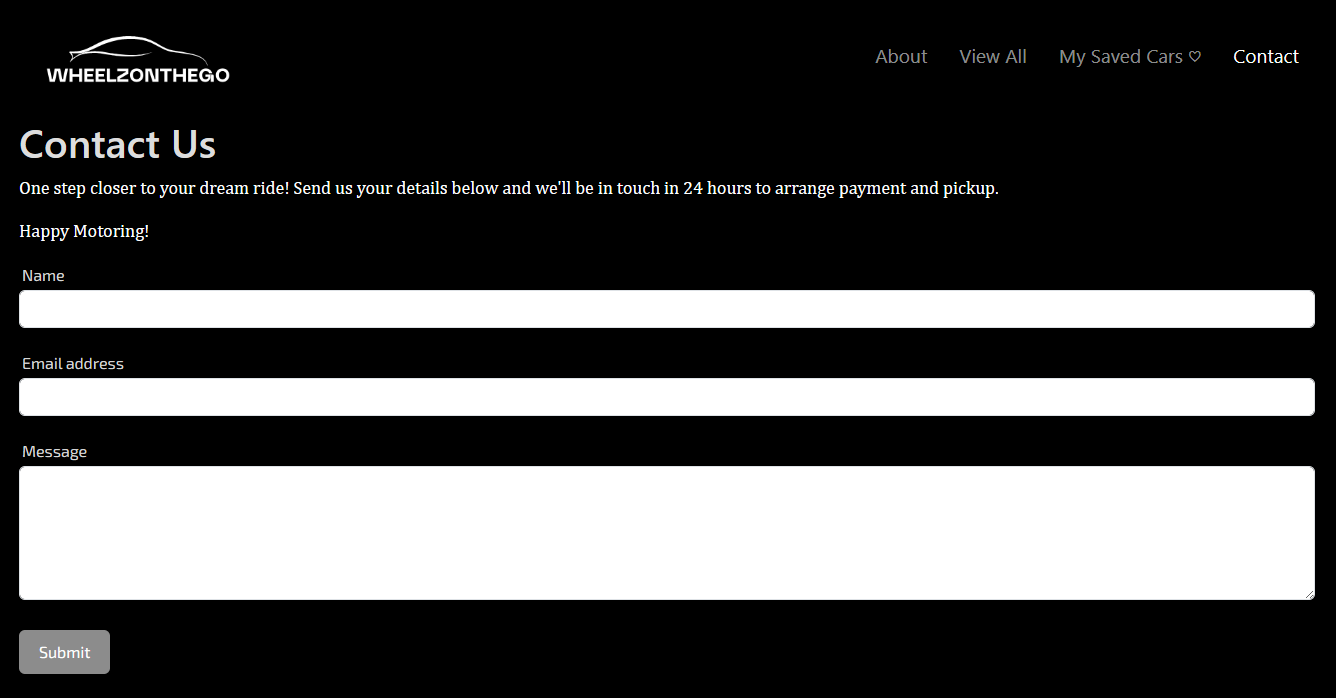 WHEELZONTHEGO
About View All My Saved Cars ♡ Contact
Contact Us
One step closer to your dream ride! Send us your details below and we'll be in touch in 24 hours to arrange payment and pickup.
Happy Motoring!
Name
Email address
Message
Submit